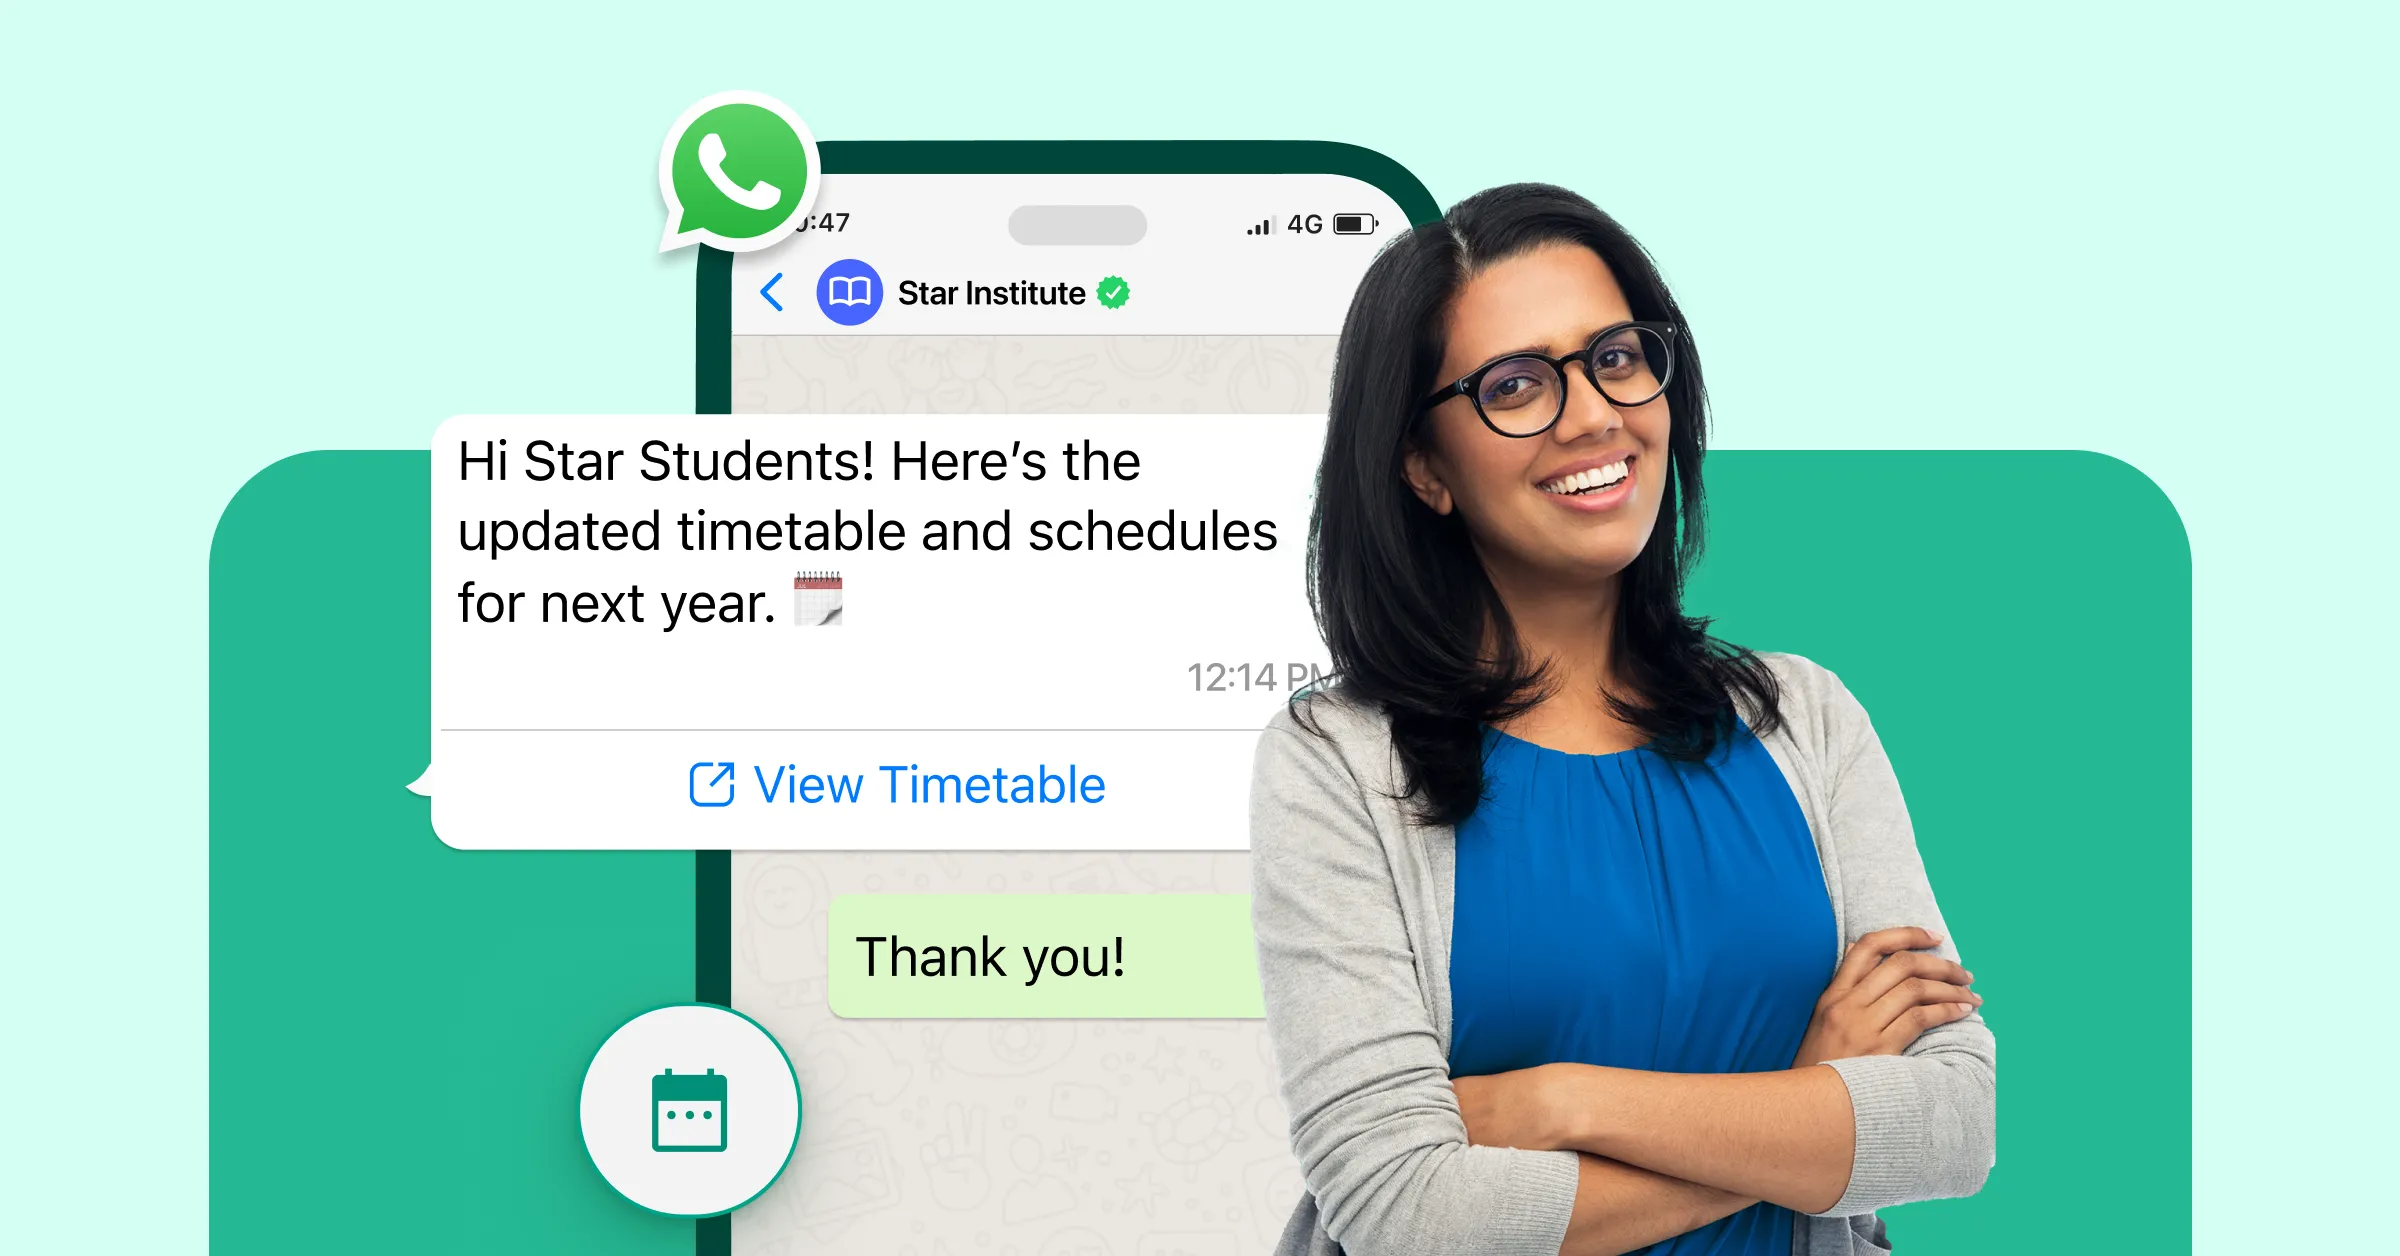 :47
4G
Star Institute
Hi Star Students! Here’s the
updated timetable and schedules
for next year.
12:14 PM
View Timetable
Thank you!